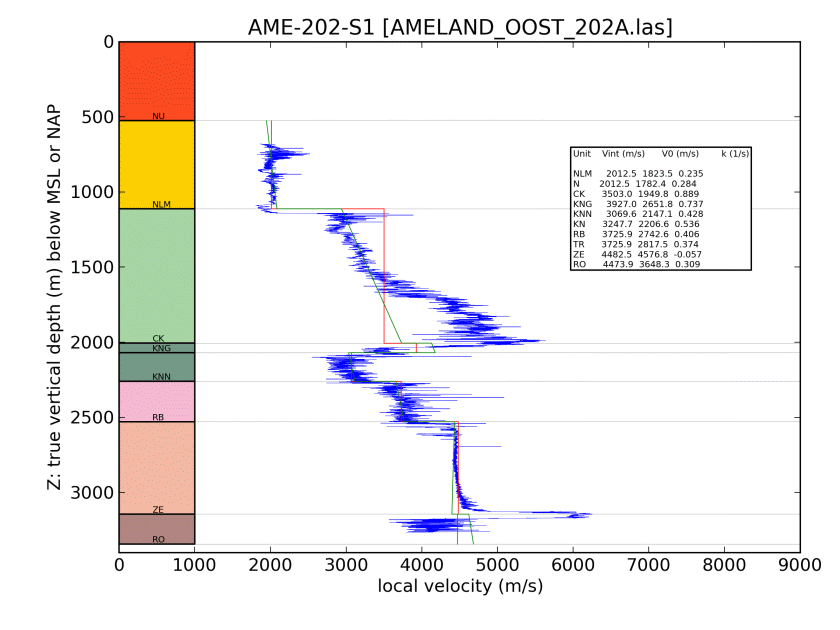 AME-202-S1 [AMELAND_OOST_202A.las]
0
500
1000
1500
2000
2500
3000
Z: true vertical depth (m) below MSL or NAP
NU
NLM
CK
KNG
KNN
RB
ZE
RO
Unit Vint (m/s) V0 (m/s) k (1/s)
NLM 2012.5 1823.5 0.235
N 2012.5 1782.4 0.284
CK 3503.0 1949.8 0.889
KNG 3927.0 2651.8 0.737
KNN 3069.6 2147.1 0.428
KN 3247.7 2206.6 0.536
RB 3725.9 2742.6 0.406
TR 3725.9 2817.5 0.374
ZE 4482.5 4576.8 -0.057
RO 4473.9 3648.3 0.309
0 1000 2000 3000 4000 5000 6000 7000 8000 9000
local velocity (m/s)